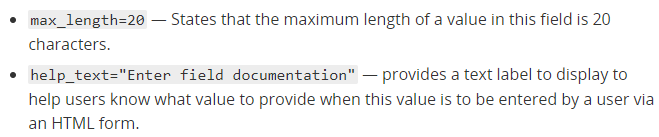 • max_length=20 — States that the maximum length of a value in this field is 20
characters.
• help_text="Enter field documentation" — provides a text label to display to
help users know what value to provide when this value is to be entered by a user via
an HTML form.